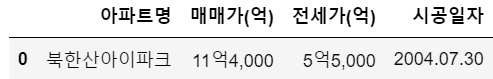 아파트명 매매가(억) 전세가(억) 시공일자
0 북한산아이파크 11억4,000 5억5,000 2004.07.30